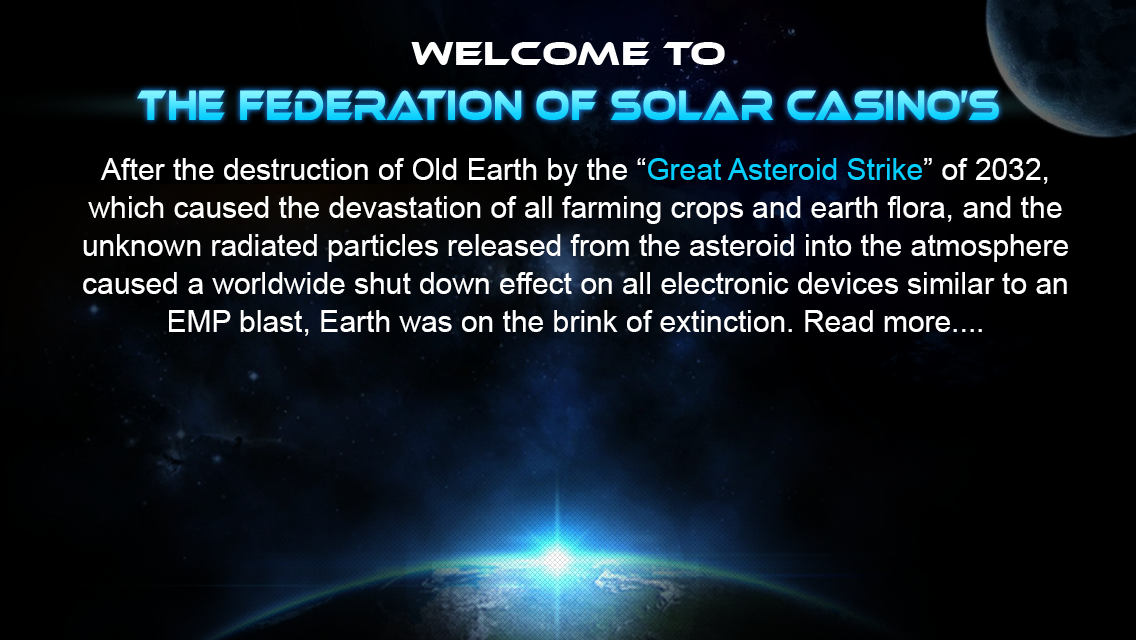 WELCOME TO
THE FEDERATION OF SOLAR CASINO'S
After the destruction of Old Earth by the “Great Asteroid Strike” of 2032,
which caused the devastation of all farming crops and earth flora, and the
unknown radiated particles released from the asteroid into the atmosphere
caused a worldwide shut down effect on all electronic devices similar to an
EMP blast, Earth was on the brink of extinction. Read more....